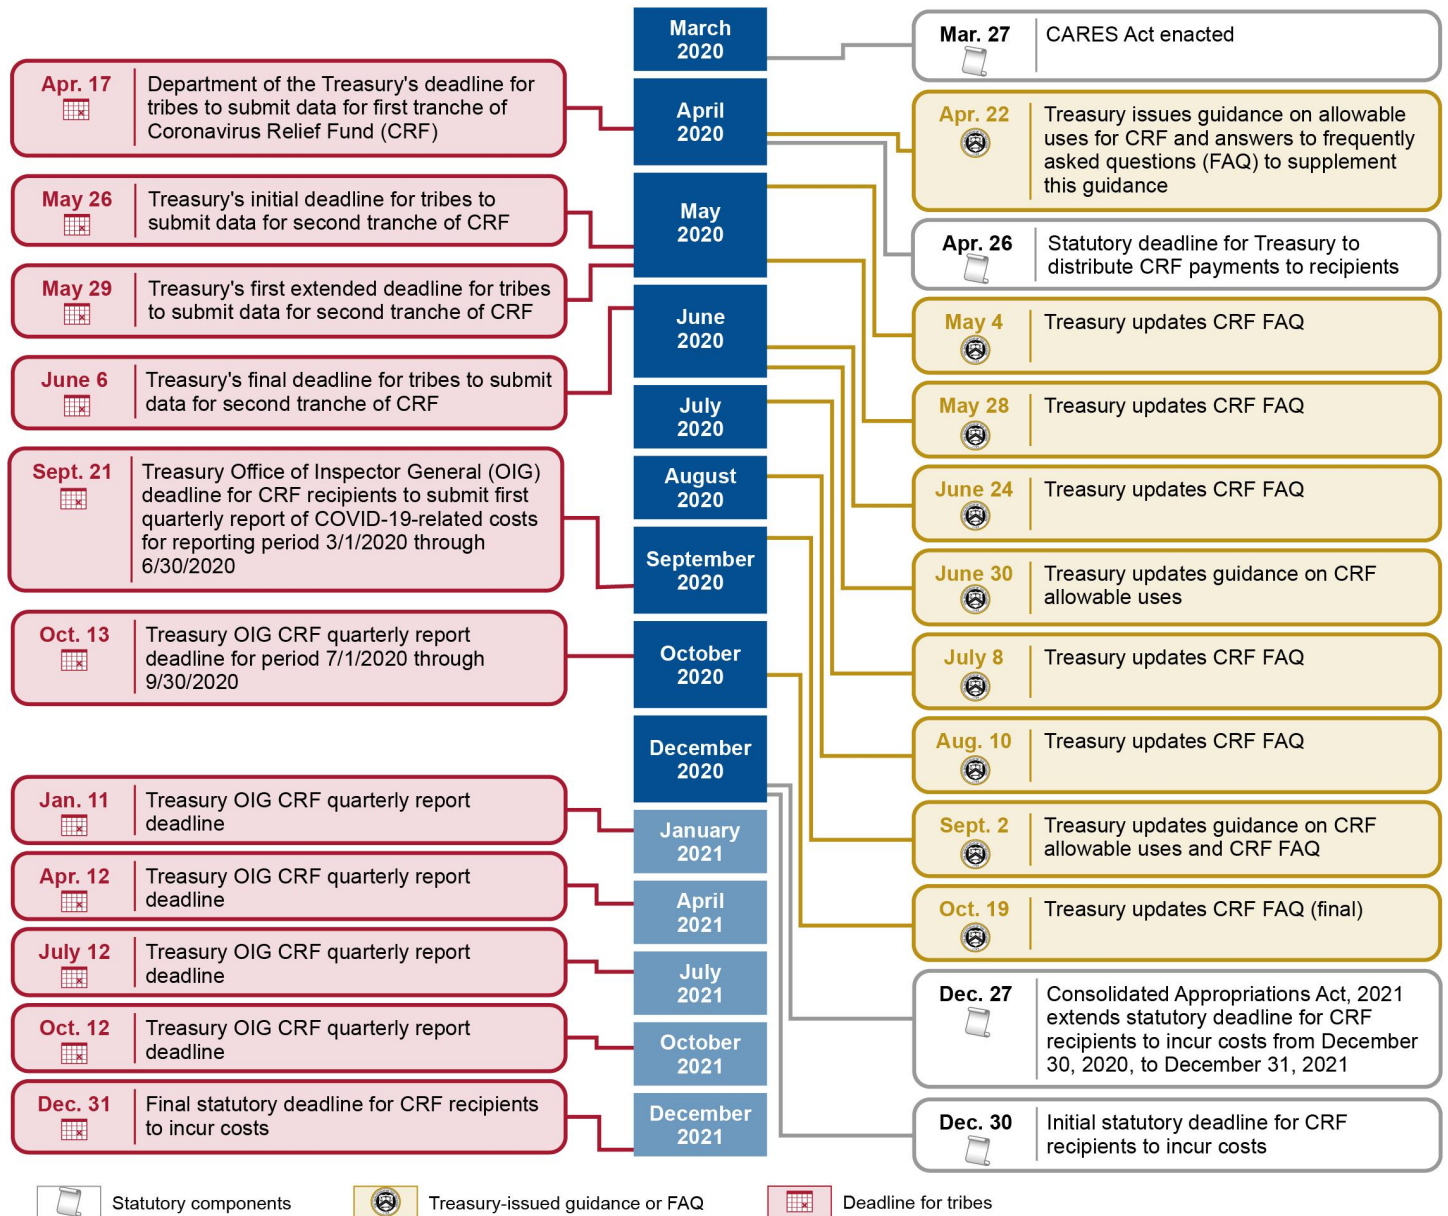 March
2020
April
2020
May
2020
June
2020
July
2020
August
2020
September
2020
October
2020
December
2020
January
2021
April
2021
July
2021
October
2021
December
2021
Apr. 17
Department of the Treasury's deadline for
tribes to submit data for first tranche of
Coronavirus Relief Fund (CRF)
May 26
Treasury's initial deadline for tribes to
submit data for second tranche of CRF
May 29
Treasury's first extended deadline for tribes
to submit data for second tranche of CRF
June 6
Treasury's final deadline for tribes to submit
data for second tranche of CRF
Sept. 21
Treasury Office of Inspector General (OIG)
deadline for CRF recipients to submit first
quarterly report of COVID-19-related costs
for reporting period 3/1/2020 through
6/30/2020
Oct. 13
Treasury OIG CRF quarterly report
deadline for period 7/1/2020 through
9/30/2020
Jan. 11
Treasury OIG CRF quarterly report
deadline
Apr. 12
Treasury OIG CRF quarterly report
deadline
July 12
Treasury OIG CRF quarterly report
deadline
Oct. 12
Treasury OIG CRF quarterly report
deadline
Dec. 31
Final statutory deadline for CRF recipients
to incur costs
Mar. 27
CARES Act enacted
Apr. 22
Treasury issues guidance on allowable
uses for CRF and answers to frequently
asked questions (FAQ) to supplement
this guidance
Apr. 26
Statutory deadline for Treasury to
distribute CRF payments to recipients
May 4
Treasury updates CRF FAQ
May 28
Treasury updates CRF FAQ
June 24
Treasury updates CRF FAQ
June 30
Treasury updates guidance on CRF
allowable uses
July 8
Treasury updates CRF FAQ
Aug. 10
Treasury updates CRF FAQ
Sept. 2
Treasury updates guidance on CRF
allowable uses and CRF FAQ
Oct. 19
Treasury updates CRF FAQ (final)
Dec. 27
Consolidated Appropriations Act, 2021
extends statutory deadline for CRF
recipients to incur costs from December
30, 2020, to December 31, 2021
Dec. 30
Initial statutory deadline for CRF
recipients to incur costs
Statutory components
Treasury-issued guidance or FAQ
Deadline for tribes